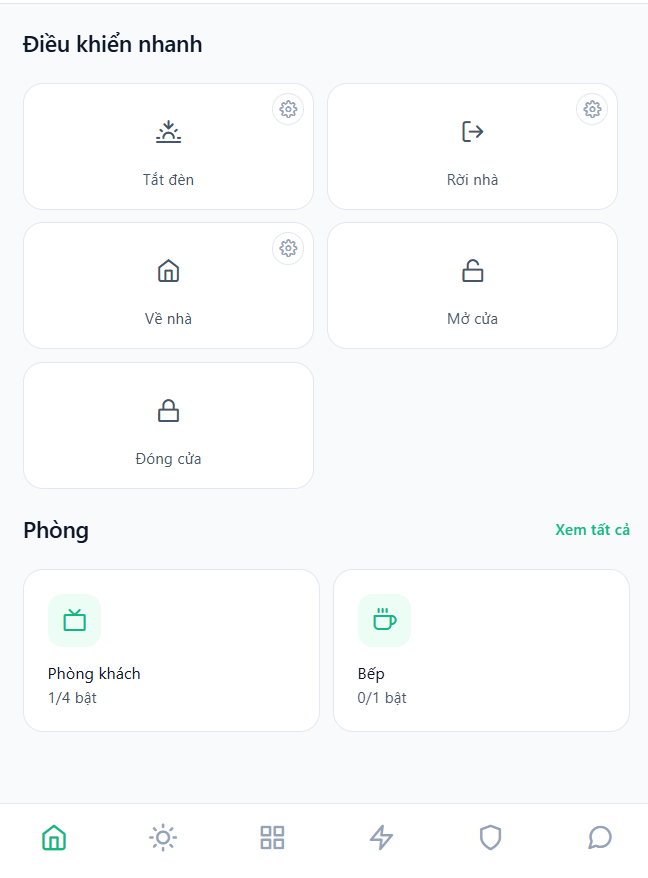 Điều khiển nhanh
Tắt đèn
Rời nhà
Về nhà
Mở cửa
Đóng cửa
Phòng
Xem tất cả
Phòng khách
1/4 bật
Bếp
0/1 bật